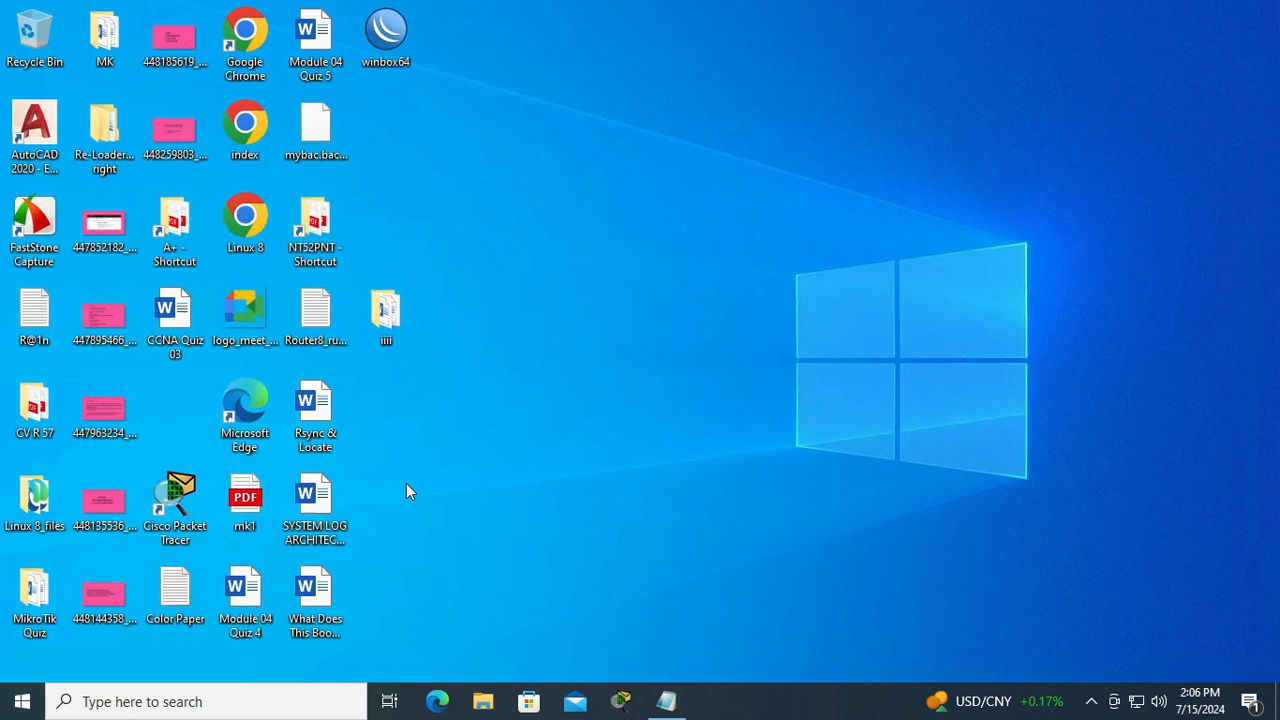 Recycle Bin
MK
448185619_...
Google
Chrome
Module 04
Quiz 5
winbox64
AutoCAD
2020 - E...
Re-Loader...
right
448259803_...
index
mybac.bac...
FastStone
Capture
447852182_...
A+ -
Shortcut
Linux 8
NT52PNT -
Shortcut
R@1n
447895466_...
CCNA Quiz
03
logo_meet_...
Router8_ru...
iiii
CV R 57
447963234_...
Microsoft
Edge
Rsync &
Locate
Linux 8_files
448135536_...
Cisco Packet
Tracer
PDF
mk1
SYSTEM LOG
ARCHITEC...
MikroTik
Quiz
448144358_...
Color Paper
Module 04
Quiz 4
What Does
This Boo...
Type here to search
USD/CNY +0.17%
2:06 PM
7/15/2024
1